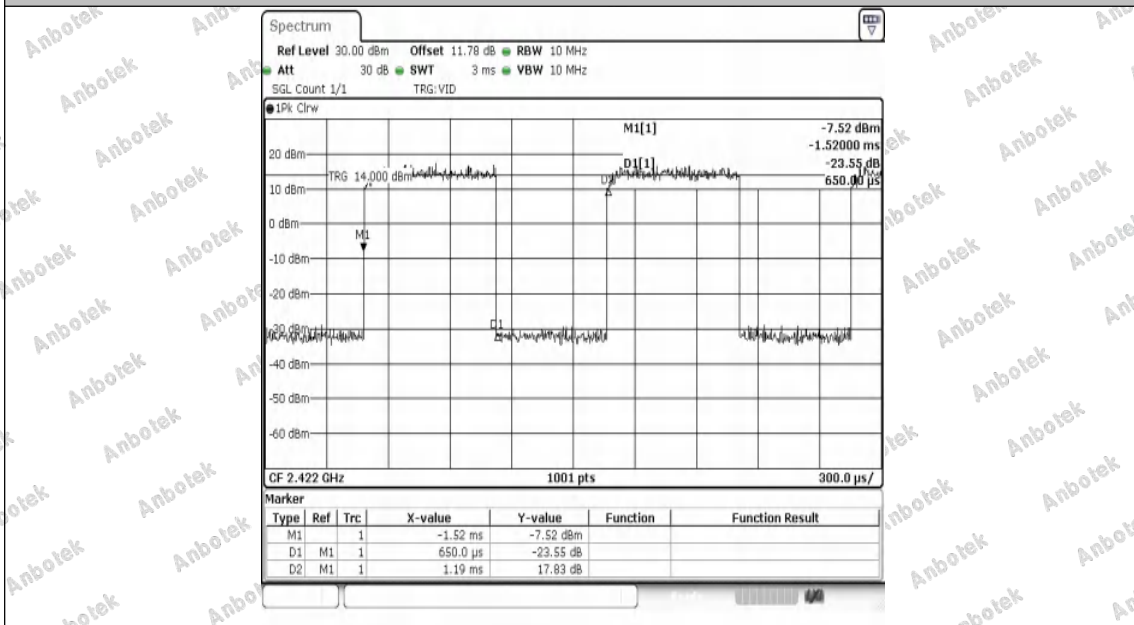 Spectrum
Ref Level 30.00 dBm Offset 11.78 dB RBW 10 MHz
Att 30 dB SWT 3 ms VBW 10 MHz
SGL Count 1/1 TRG:VID
1Pk Clrw
M1[1] -7.52 dBm
-1.52000 ms
D1[1] -23.55 dB
650.00 µs
20 dBm
TRG 14.000 dBm
10 dBm
0 dBm
M1
-10 dBm
-20 dBm
D1
-30 dBm
-40 dBm
-50 dBm
-60 dBm
CF 2.422 GHz 1001 pts 300.0 µs/
Marker
Type Ref Trc X-value Y-value Function Function Result
M1 1 -1.52 ms -7.52 dBm
D1 M1 1 650.0 µs -23.55 dB
D2 M1 1 1.19 ms 17.83 dB
Anbotek